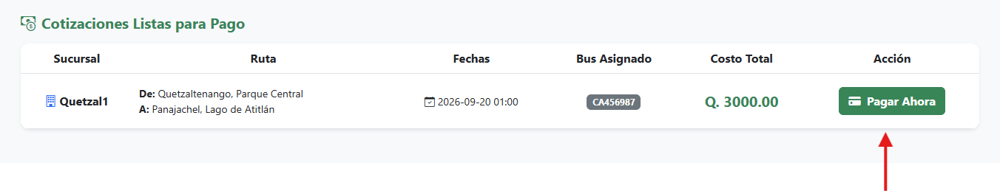 Cotizaciones Listas para Pago
Sucursal Ruta Fechas Bus Asignado Costo Total Acción
Quetzal1
De: Quetzaltenango, Parque Central
A: Panajachel, Lago de Atitlán
2026-09-20 01:00
CA456987
Q. 3000.00
Pagar Ahora